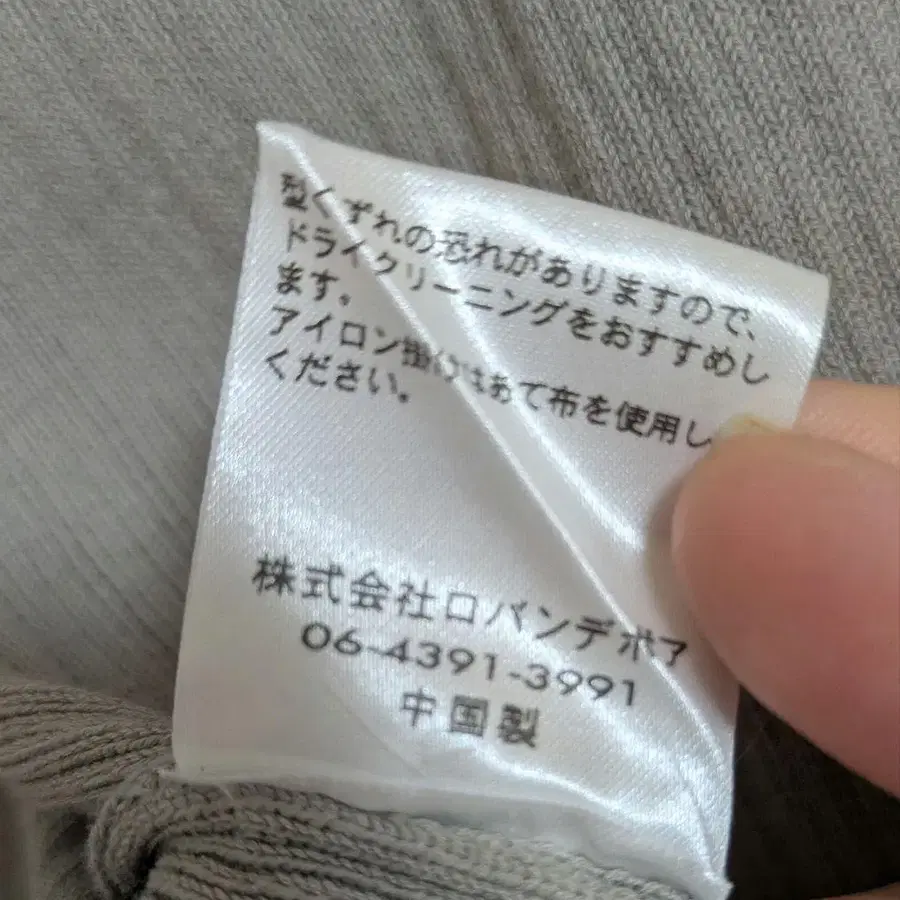 型くずれの恐れがありますので、
ドライクリーニングをおすすめし
ます。
アイロン掛けはあて布を使用し
ください。
株式会社ロバンデポア
06-4391-3991
中国製